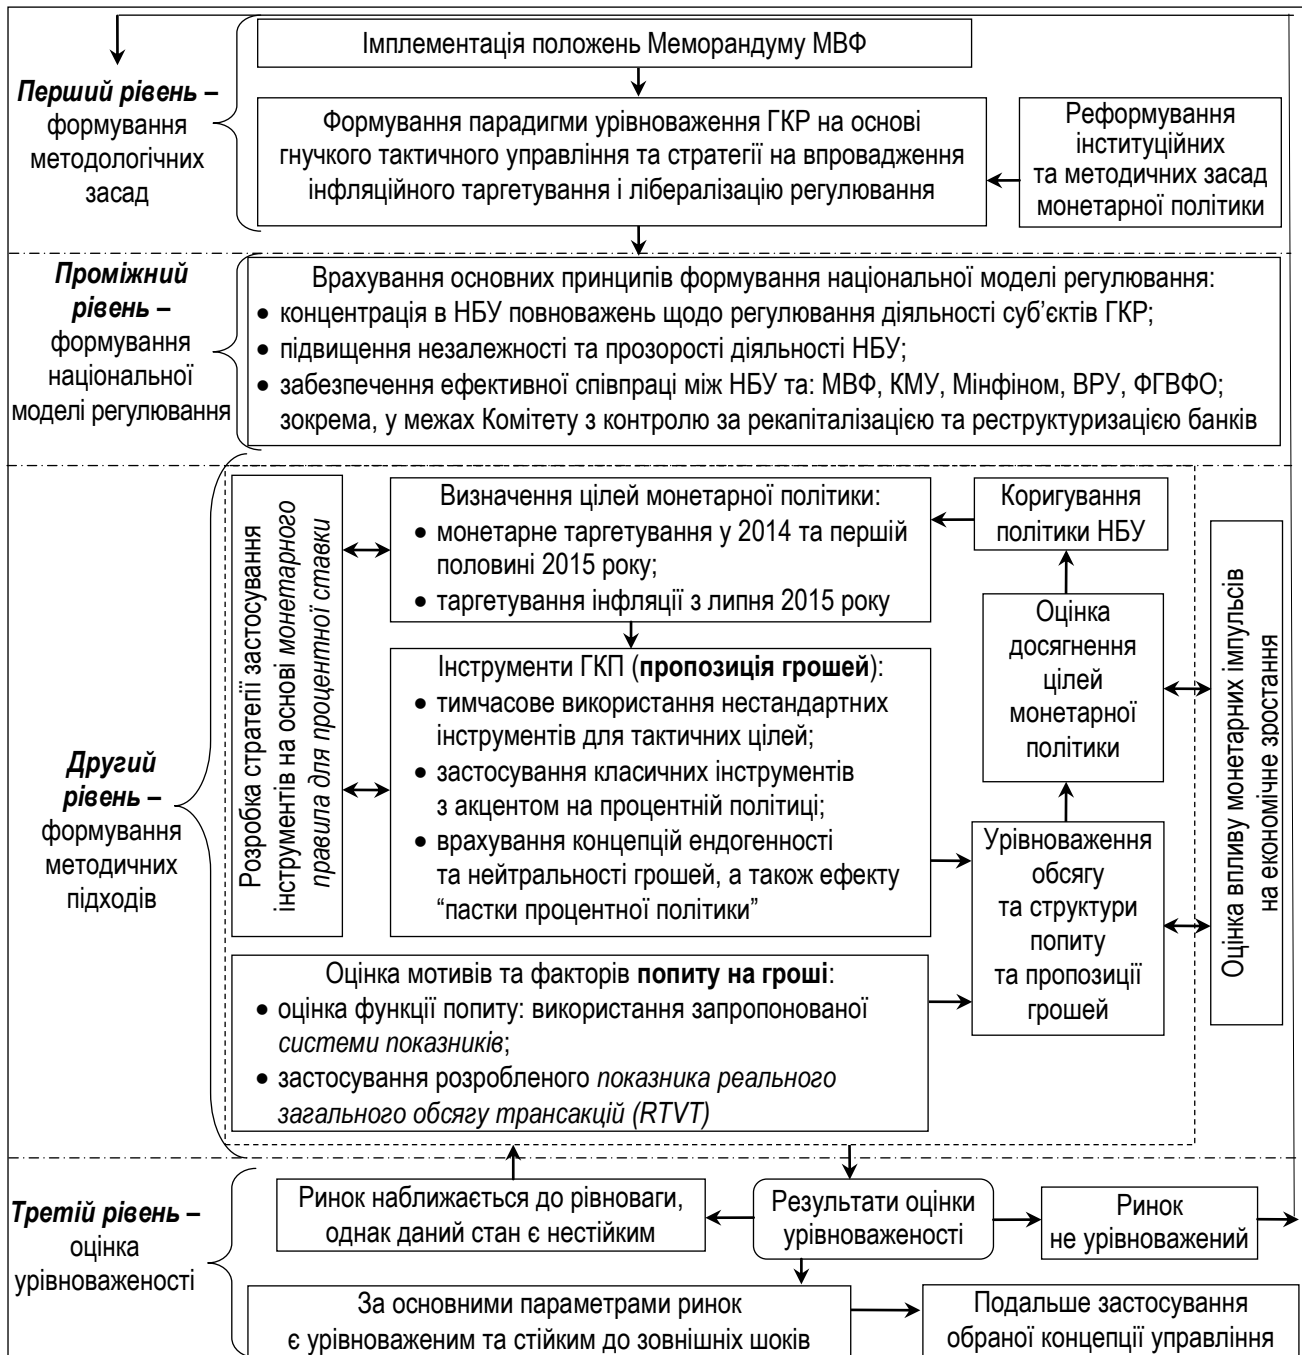 Імплементація положень Меморандуму МВФ
Перший рівень –
формування
методологічних
засад
Формування парадигми урівноваження ГКР на основі
гнучкого тактичного управління та стратегії на впровадження
інфляційного таргетування і лібералізацію регулювання
Реформування
інституційних
та методичних засад
монетарної політики
Проміжний
рівень –
формування
національної
моделі регулювання
Врахування основних принципів формування національної моделі регулювання:
• концентрація в НБУ повноважень щодо регулювання діяльності суб’єктів ГКР;
• підвищення незалежності та прозорості діяльності НБУ;
• забезпечення ефективної співпраці між НБУ та: МВФ, КМУ, Мінфіном, ВРУ, ФГВФО;
зокрема, у межах Комітету з контролю за рекапіталізацією та реструктуризацією банків
Другий
рівень –
формування
методичних
підходів
Розробка стратегії застосування
інструментів на основі монетарного
правила для процентної ставки
Визначення цілей монетарної політики:
• монетарне таргетування у 2014 та першій
половині 2015 року;
• таргетування інфляції з липня 2015 року
Коригування
політики НБУ
Інструменти ГКП (пропозиція грошей):
• тимчасове використання нестандартних
інструментів для тактичних цілей;
• застосування класичних інструментів
з акцентом на процентній політиці;
• врахування концепцій ендогенності
та нейтральності грошей, а також ефекту
“пастки процентної політики”
Оцінка
досягнення
цілей
монетарної
політики
Урівноваження
обсягу
та структури
попиту
та пропозиції
грошей
Оцінка впливу монетарних імпульсів
на економічне зростання
Оцінка мотивів та факторів попиту на гроші:
• оцінка функції попиту: використання запропонованої
системи показників;
• застосування розробленого показника реального
загального обсягу трансакцій (RTVT)
Третій рівень –
оцінка
урівноваженості
Ринок наближається до рівноваги,
однак даний стан є нестійким
Результати оцінки
урівноваженості
Ринок
не урівноважений
За основними параметрами ринок
є урівноваженим та стійким до зовнішніх шоків
Подальше застосування
обраної концепції управління